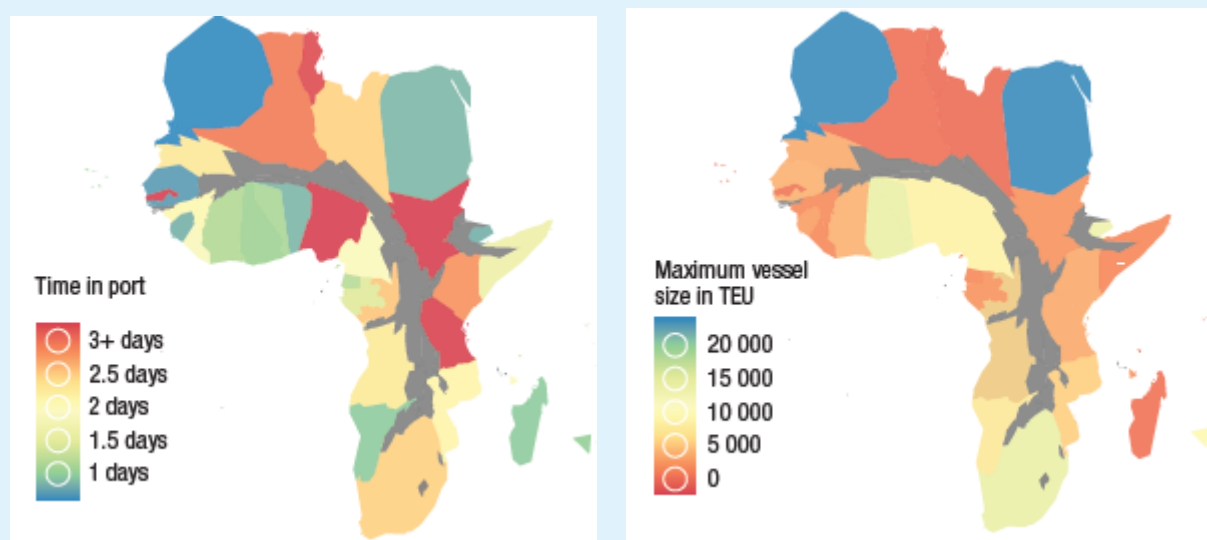 Time in port
3+ days
2.5 days
2 days
1.5 days
1 days
Maximum vessel
size in TEU
20 000
15 000
10 000
5 000
0